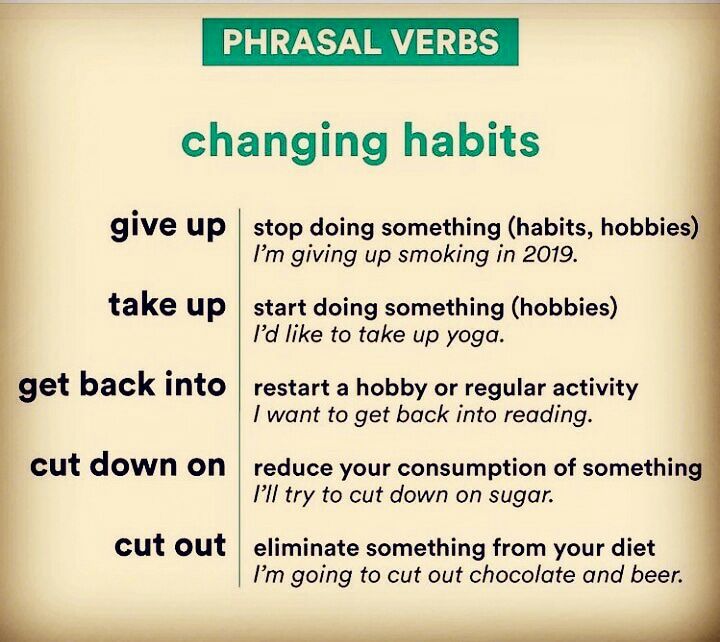 PHRASAL VERBS
changing habits
give up
stop doing something (habits, hobbies)
I'm giving up smoking in 2019.
take up
start doing something (hobbies)
I'd like to take up yoga.
get back into
restart a hobby or regular activity
I want to get back into reading.
cut down on
reduce your consumption of something
I'll try to cut down on sugar.
cut out
eliminate something from your diet
I'm going to cut out chocolate and beer.